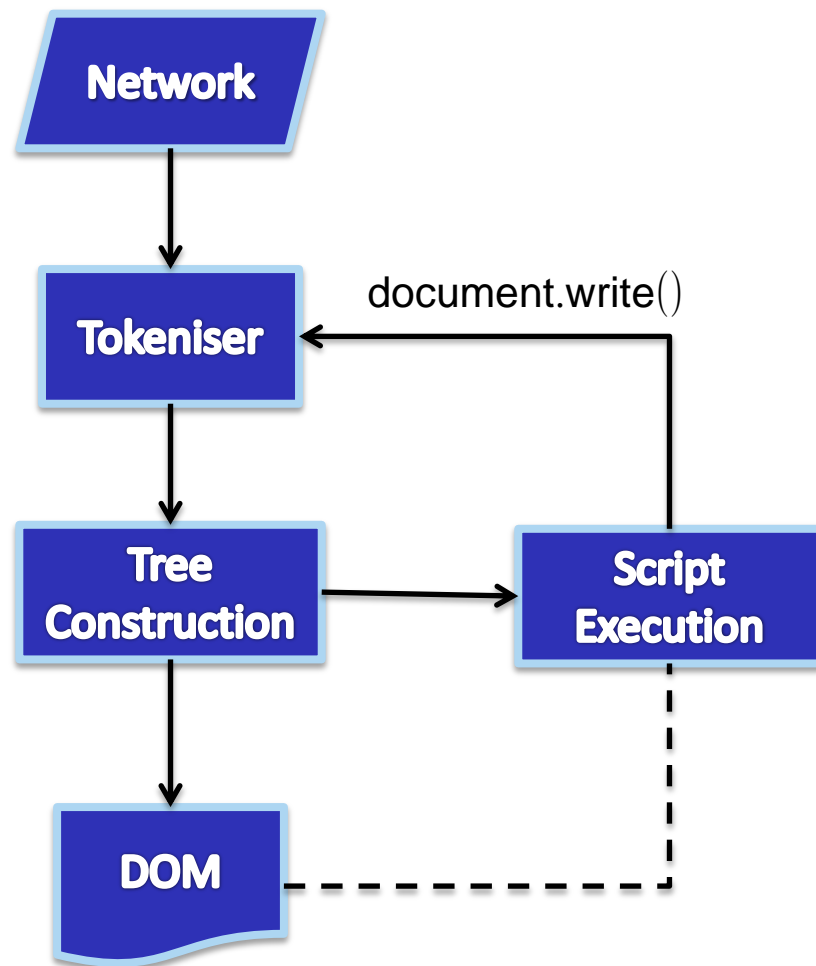 Network
document.write()
Tokeniser
Tree
Construction
Script
Execution
DOM